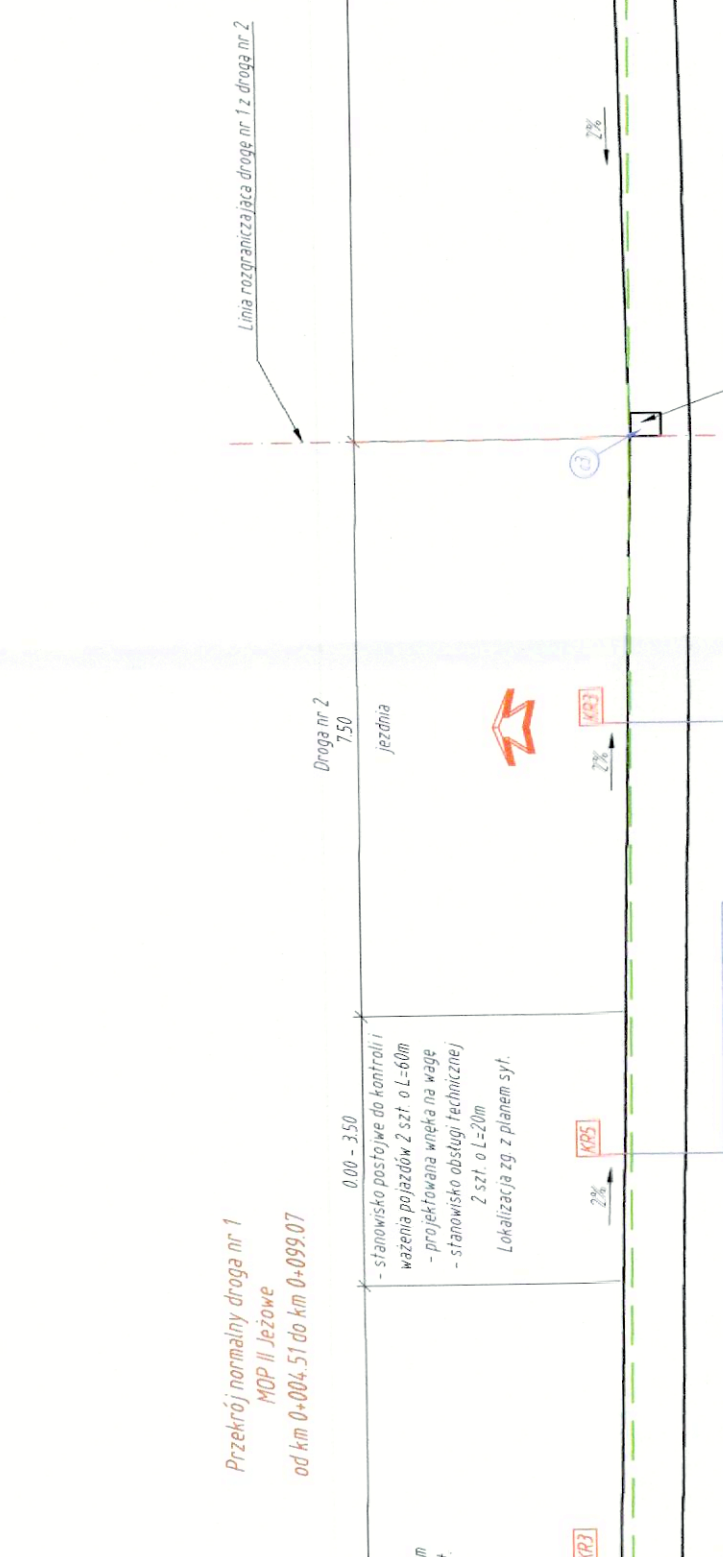 Przekrój normalny droga nr 1
MOP II Jeżowe
od km 0+004.51 do km 0+099.07
0.00 - 3.50
- stanowisko postojwe do kontroli i
ważenia pojazdów 2 szt. o L=60m
- projektowana wnęka na wagę
- stanowisko obsługi technicznej
2 szt. o L=20m
Lokalizacja zg. z planem syt.
KR5
2%
KR3
Droga nr 2
7.50
jezdnia
KR3
2%
c3
Linia rozgraniczająca drogę nr 1 z drogą nr 2
2%